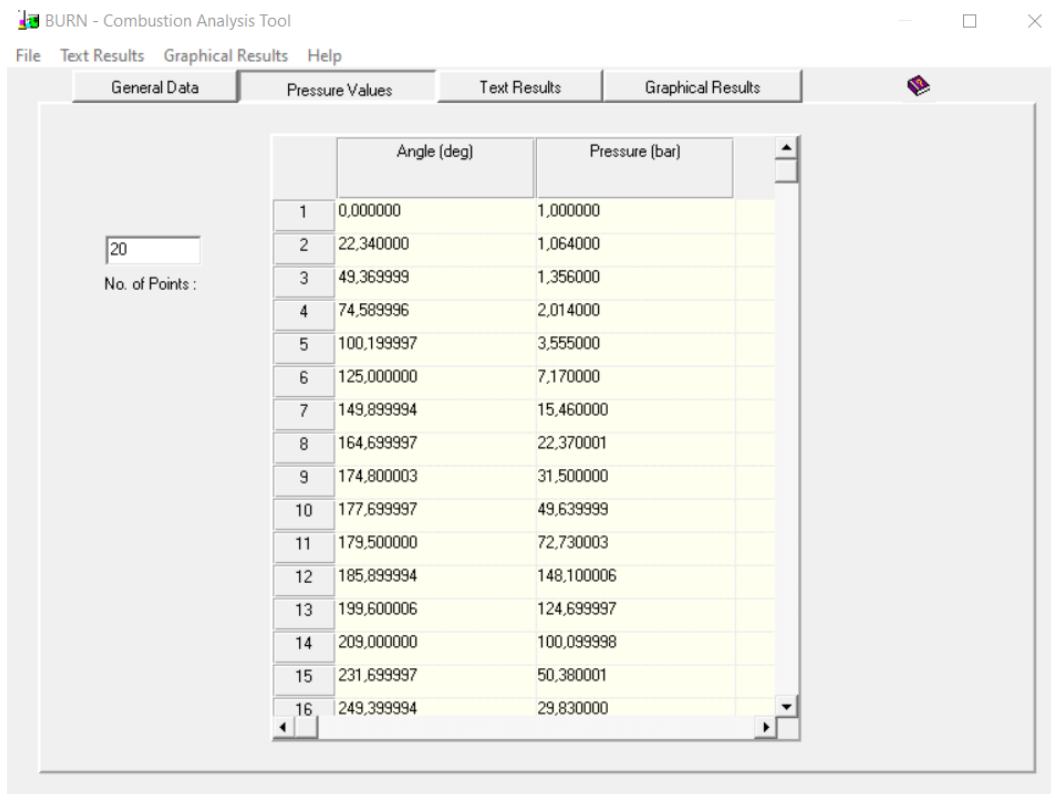 BURN - Combustion Analysis Tool
File Text Results Graphical Results Help
General Data Pressure Values Text Results Graphical Results
Angle (deg) Pressure (bar)
1 0,000000 1,000000
2 22,340000 1,064000
3 49,369999 1,356000
4 74,589996 2,014000
5 100,199997 3,555000
6 125,000000 7,170000
7 149,899994 15,460000
8 164,699997 22,370001
9 174,800003 31,500000
10 177,699997 49,639999
11 179,500000 72,730003
12 185,899994 148,100006
13 199,600006 124,699997
14 209,000000 100,099998
15 231,699997 50,380001
16 249,399994 29,830000
20
No. of Points :